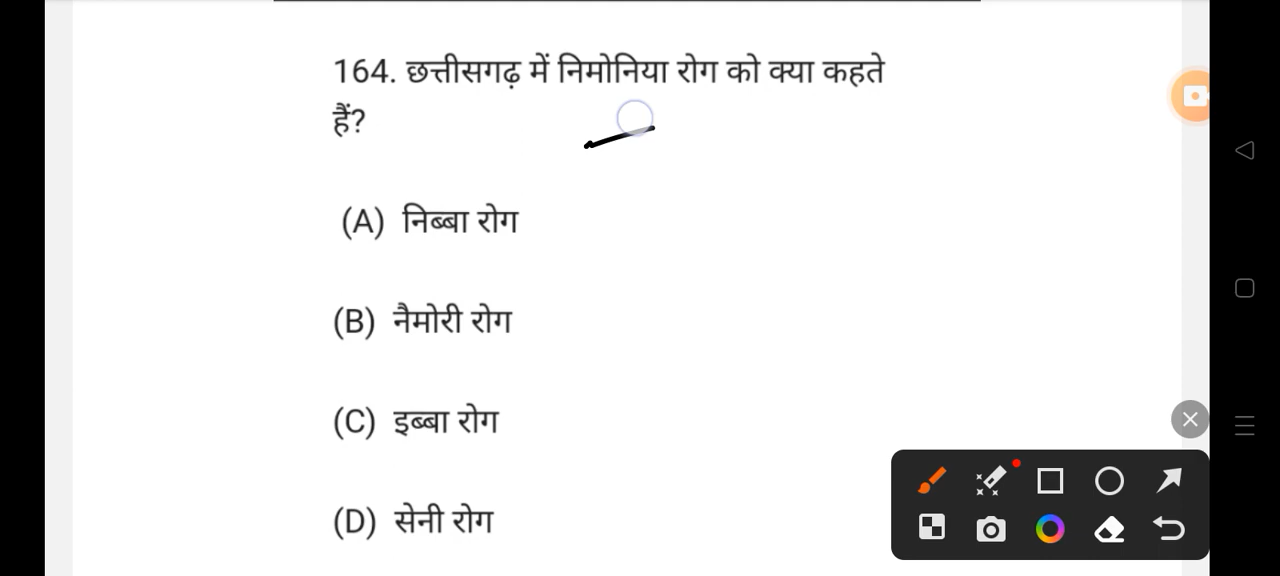 164. छत्तीसगढ़ में निमोनिया रोग को क्या कहते
हैं?
(A) निब्बा रोग
(B) नैमोरी रोग
(C) इब्बा रोग
(D) सेनी रोग